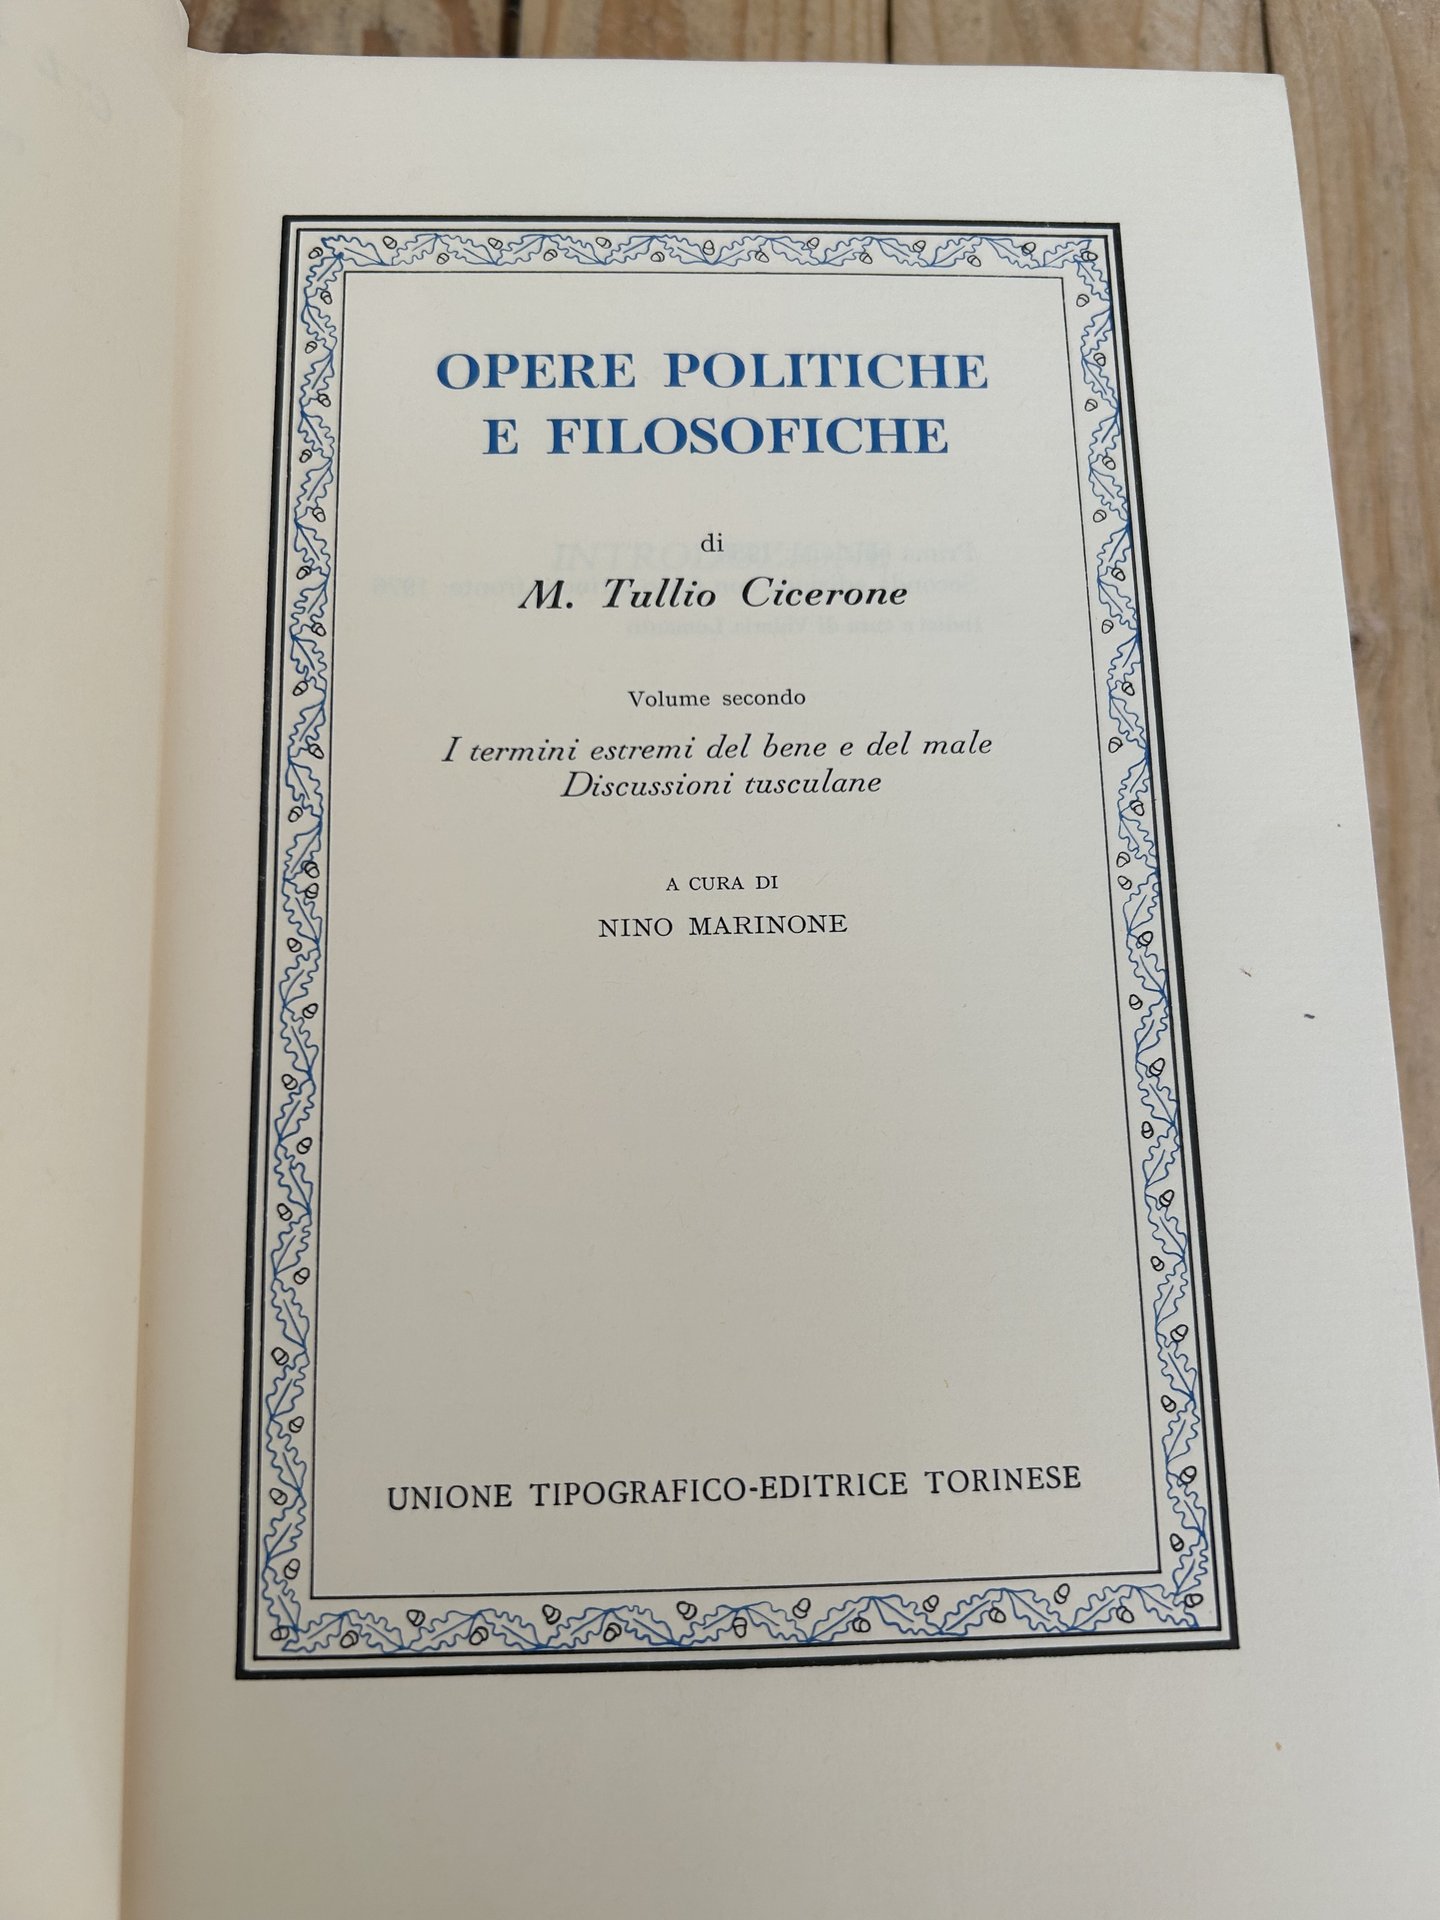 OPERE POLITICHE
E FILOSOFICHE
di
M. Tullio Cicerone
Volume secondo
I termini estremi del bene e del male
Discussioni tusculane
A CURA DI
NINO MARINONE
UNIONE TIPOGRAFICO-EDITRICE TORINESE